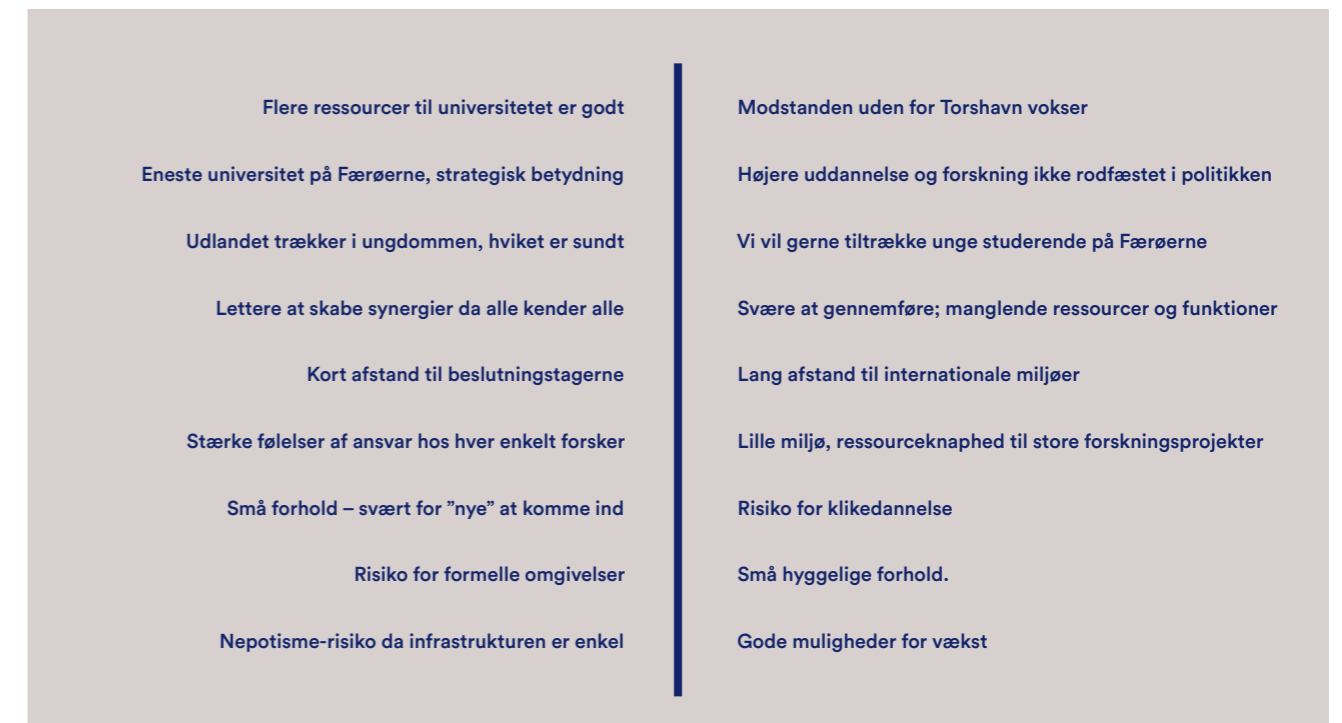 Flere ressourcer til universitetet er godt
Modstanden uden for Torshavn vokser
Eneste universitet på Færøerne, strategisk betydning
Højere uddannelse og forskning ikke rodfæstet i politikken
Udlandet trækker i ungdommen, hviket er sundt
Vi vil gerne tiltrække unge studerende på Færøerne
Lettere at skabe synergier da alle kender alle
Svære at gennemføre; manglende ressourcer og funktioner
Kort afstand til beslutningstagerne
Lang afstand til internationale miljøer
Stærke følelser af ansvar hos hver enkelt forsker
Lille miljø, ressourceknaphed til store forskningsprojekter
Små forhold – svært for ”nye” at komme ind
Risiko for klikedannelse
Risiko for formelle omgivelser
Små hyggelige forhold.
Nepotisme-risiko da infrastrukturen er enkel
Gode muligheder for vækst